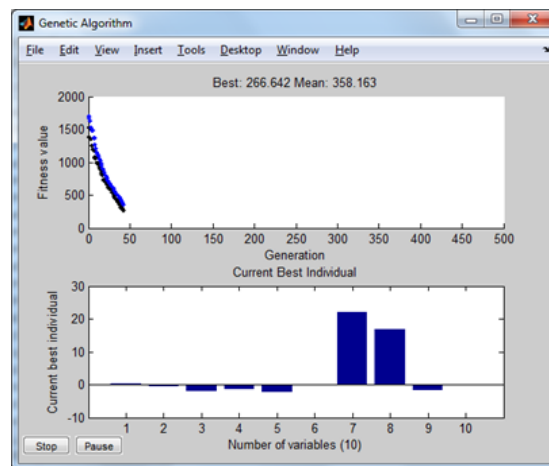 Genetic Algorithm
File Edit View Insert Tools Desktop Window Help
Best: 266.642 Mean: 358.163
2000
1500
1000
500
0
Fitness value
0 50 100 150 200 250 300 350 400 450 500
Generation
Current Best Individual
30
20
10
0
-10
Current best individual
1 2 3 4 5 6 7 8 9 10
Number of variables (10)
Stop Pause